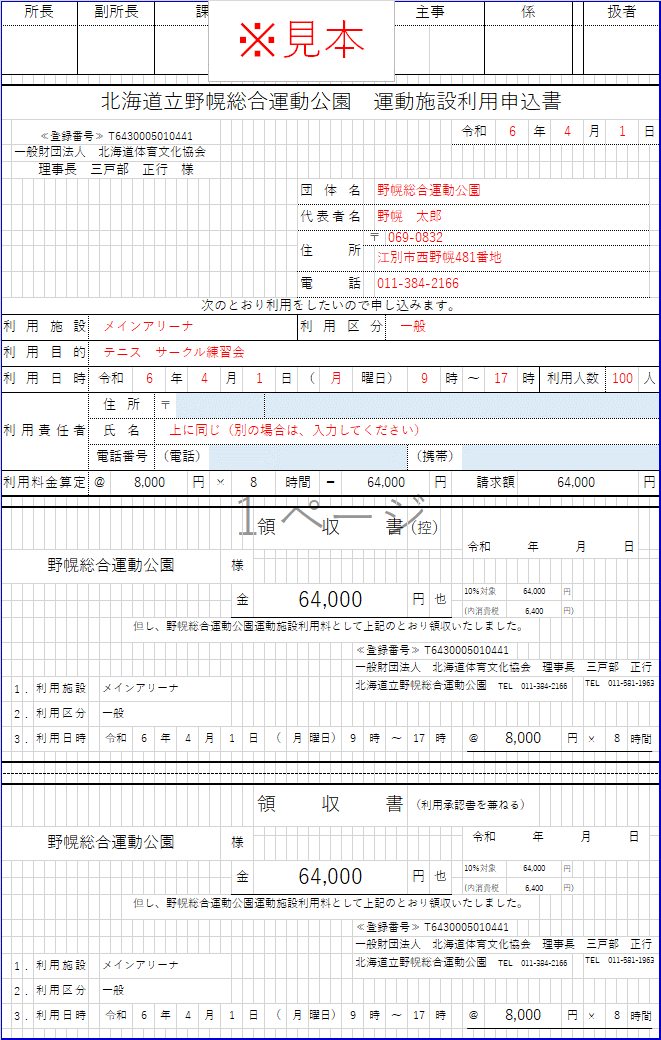 所長 副所長 課 主事 係 扱者
※見本
北海道立野幌総合運動公園 運動施設利用申込書
≪登録番号≫ T6430005010441 令和 6 年 4 月 1 日
一般財団法人 北海道体育文化協会
理事長 三戸部 正行 様
団体名 野幌総合運動公園
代表者名 野幌 太郎
住所 〒 069-0832
江別市西野幌481番地
電話 011-384-2166
次のとおり利用をしたいので申し込みます。
利用施設 メインアリーナ 利用区分 一般
利用目的 テニス サークル練習会
利用日時 令和 6 年 4 月 1 日 ( 月 曜日) 9 時 ～ 17 時 利用人数 100 人
利用責任者 住所 〒
氏名 上に同じ（別の場合は、入力してください）
電話番号 （電話） （携帯）
利用料金算定 @ 8,000 円 × 8 時間 = 64,000 円 請求額 64,000 円
1 ページ
領収書（控）
令和 年 月 日
野幌総合運動公園 様
金 64,000 円 也
10%対象 64,000 円
(内消費税 6,400 円)
但し、野幌総合運動公園運動施設利用料として上記のとおり領収いたしました。
≪登録番号≫ T6430005010441
一般財団法人 北海道体育文化協会 理事長 三戸部 正行
北海道立野幌総合運動公園 TEL 011-384-2166 TEL 011-581-1963
1．利用施設 メインアリーナ
2．利用区分 一般
3．利用日時 令和 6 年 4 月 1 日 ( 月 曜日) 9 時 ～ 17 時 @ 8,000 円 × 8 時間
領収書（利用承認書を兼ねる）
令和 年 月 日
野幌総合運動公園 様
金 64,000 円 也
10%対象 64,000 円
(内消費税 6,400 円)
但し、野幌総合運動公園運動施設利用料として上記のとおり領収いたしました。
≪登録番号≫ T6430005010441
一般財団法人 北海道体育文化協会 理事長 三戸部 正行
北海道立野幌総合運動公園 TEL 011-384-2166 TEL 011-581-1963
1．利用施設 メインアリーナ
2．利用区分 一般
3．利用日時 令和 6 年 4 月 1 日 ( 月 曜日) 9 時 ～ 17 時 @ 8,000 円 × 8 時間